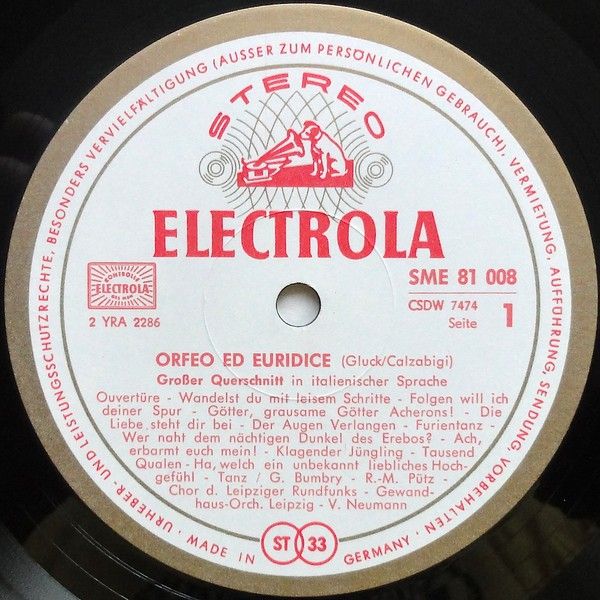 URHEBER- UND LEISTUNGSSCHUTZRECHTE, BESONDERS VERVIELFÄLTIGUNG (AUSSER ZUM PERSÖNLICHEN GEBRAUCH), VERMIETUNG, AUFFÜHRUNG, SENDUNG, VORBEHALTEN ·
STEREO
ELECTROLA
SME 81 008
KONTROLLE
ELECTROLA
2 YRA 2286
CSDW 7474
Seite 1
ORFEO ED EURIDICE (Gluck/Calzabigi)
Großer Querschnitt in italienischer Sprache
Ouvertüre - Wandelst du mit leisem Schritte - Folgen will ich
deiner Spur - Götter, grausame Götter Acherons! - Die
Liebe steht dir bei - Der Augen Verlangen - Furientanz -
Wer naht dem nächtigen Dunkel des Erebos? - Ach,
erbarmt euch mein! - Klagender Jüngling - Tausend
Qualen - Ha, welch ein unbekannt liebliches Hoch-
gefühl - Tanz / G. Bumbry - R.-M. Pütz -
Chor d. Leipziger Rundfunks - Gewand-
haus-Orch. Leipzig - V. Neumann
· MADE IN GERMANY ·
ST 33